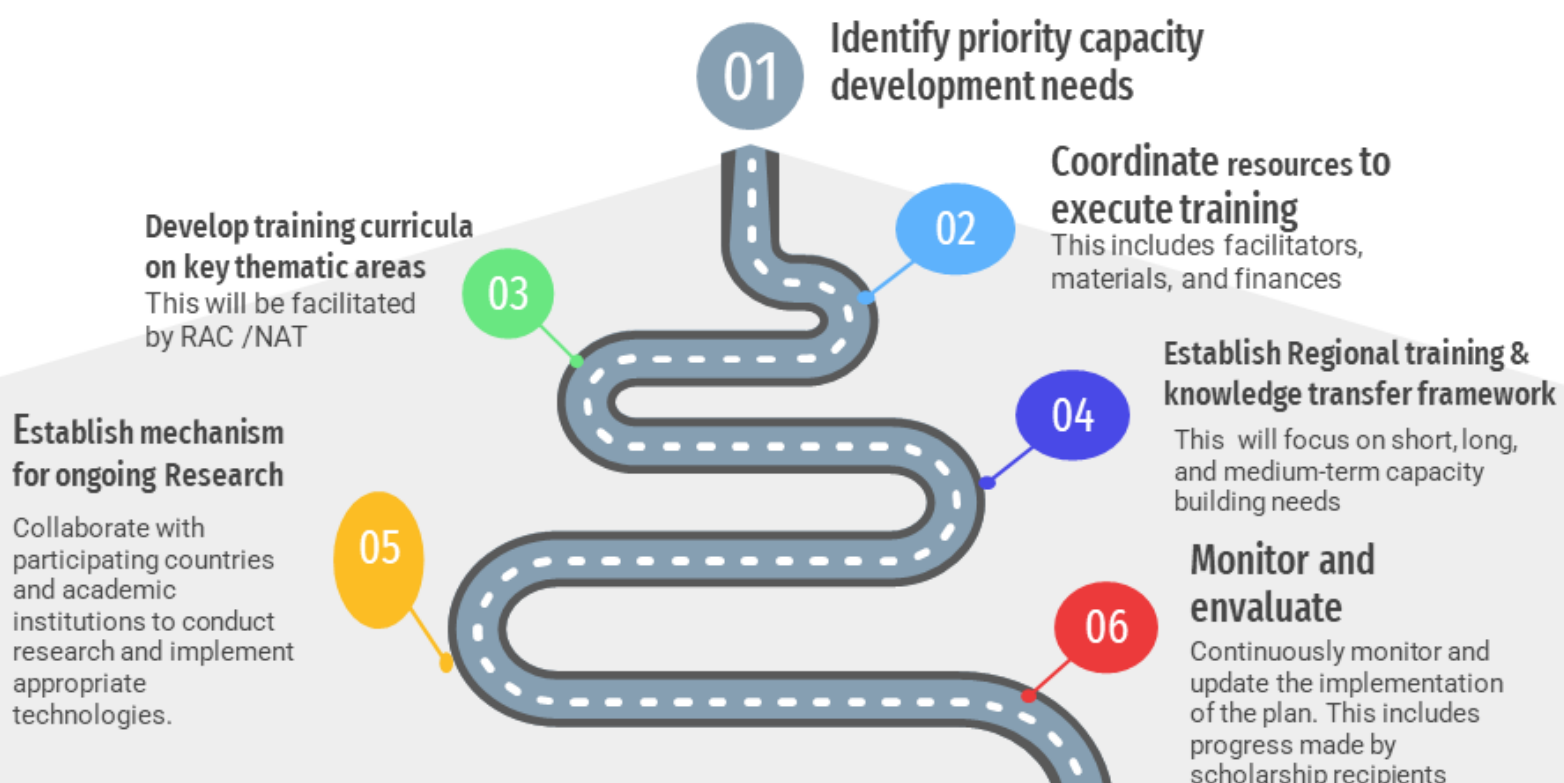 01
Identify priority capacity
development needs
02
Coordinate resources to
execute training
This includes facilitators,
materials, and finances
03
Develop training curricula
on key thematic areas
This will be facilitated
by RAC /NAT
04
Establish Regional training &
knowledge transfer framework
This will focus on short, long,
and medium-term capacity
building needs
05
Establish mechanism
for ongoing Research
Collaborate with
participating countries
and academic
institutions to conduct
research and implement
appropriate
technologies.
06
Monitor and
envaluate
Continuously monitor and
update the implementation
of the plan. This includes
progress made by
scholarship recipients